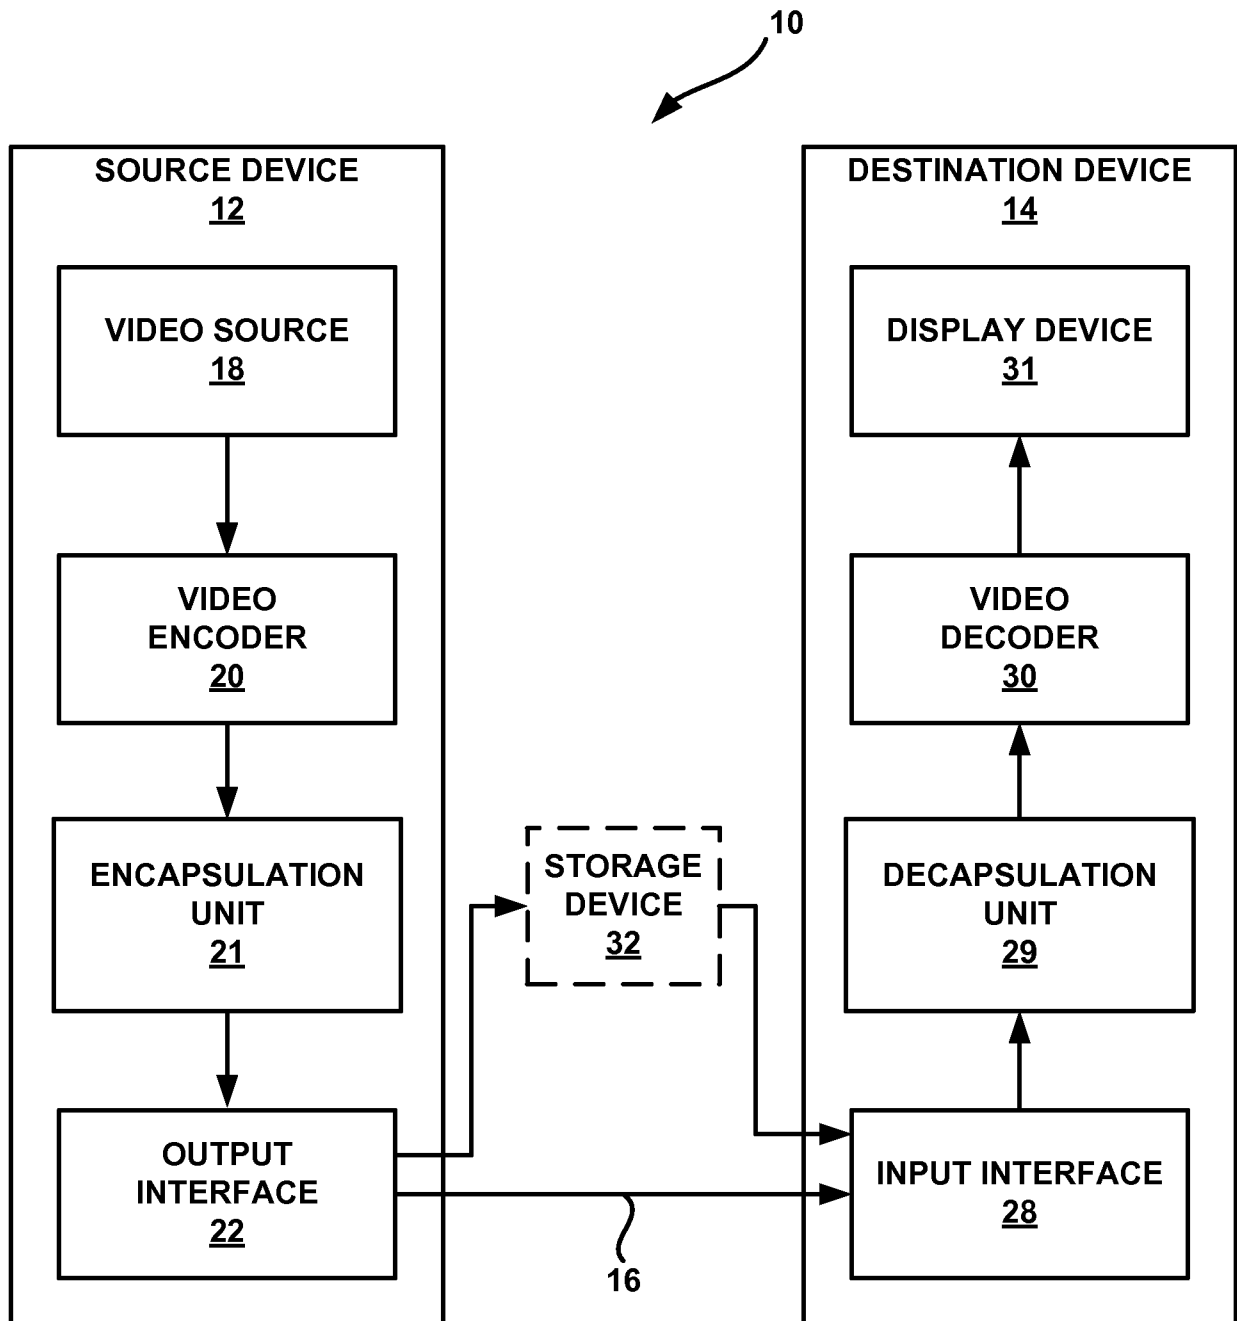 10
SOURCE DEVICE
12
VIDEO SOURCE
18
VIDEO
ENCODER
20
ENCAPSULATION
UNIT
21
OUTPUT
INTERFACE
22
STORAGE
DEVICE
32
16
DESTINATION DEVICE
14
DISPLAY DEVICE
31
VIDEO
DECODER
30
DECAPSULATION
UNIT
29
INPUT INTERFACE
28